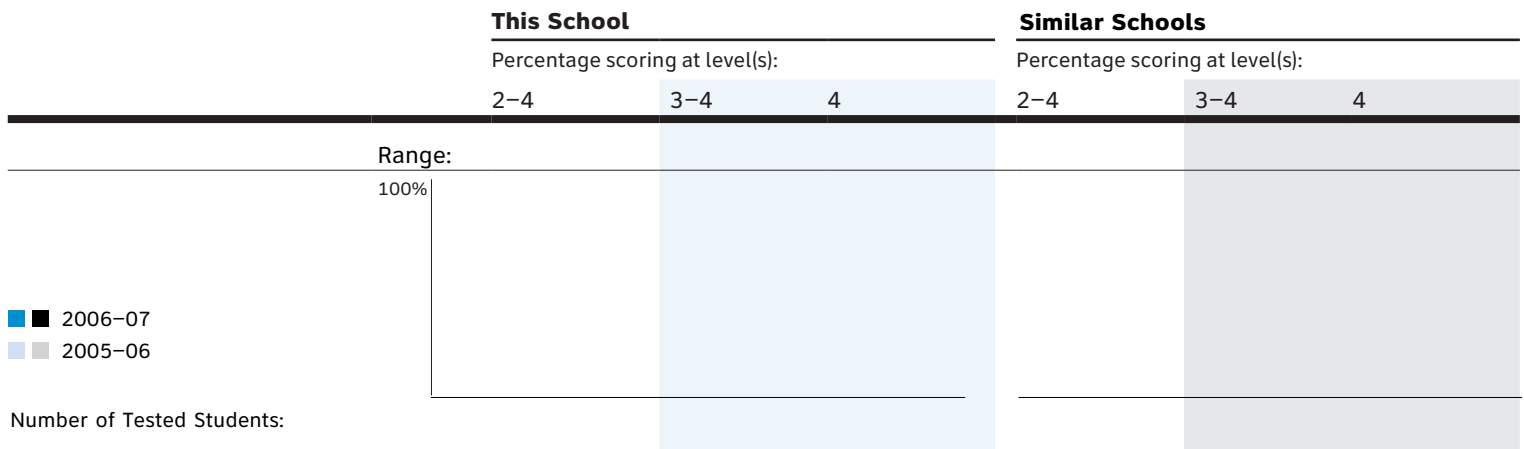 This School Similar Schools
Percentage scoring at level(s): Percentage scoring at level(s):
2–4 3–4 4 2–4 3–4 4
Range:
100%
2006–07
2005–06
Number of Tested Students: